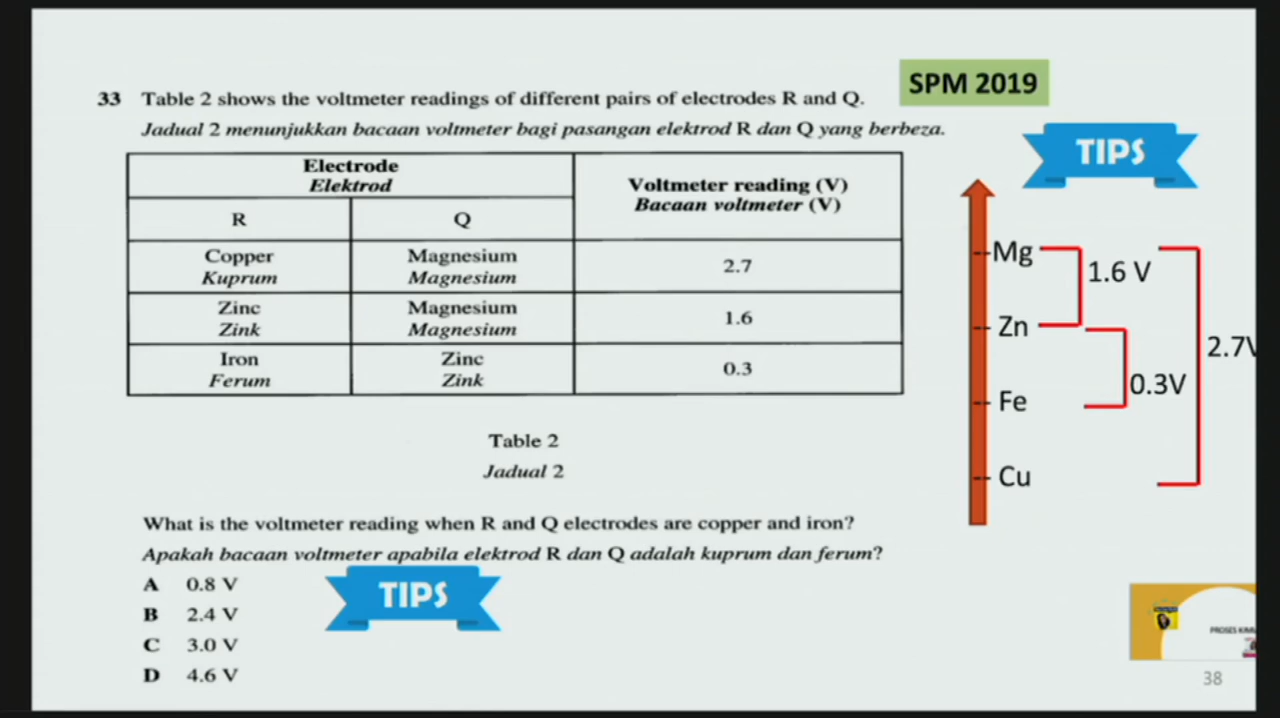 SPM 2019
33 Table 2 shows the voltmeter readings of different pairs of electrodes R and Q.
Jadual 2 menunjukkan bacaan voltmeter bagi pasangan elektrod R dan Q yang berbeza.
TIPS
Electrode
Elektrod
Voltmeter reading (V)
Bacaan voltmeter (V)
R
Q
Copper
Kuprum
Magnesium
Magnesium
2.7
Zinc
Zink
Magnesium
Magnesium
1.6
Iron
Ferum
Zinc
Zink
0.3
Mg
1.6 V
Zn
2.7V
0.3V
Fe
Cu
Table 2
Jadual 2
What is the voltmeter reading when R and Q electrodes are copper and iron?
Apakah bacaan voltmeter apabila elektrod R dan Q adalah kuprum dan ferum?
A 0.8 V
B 2.4 V
C 3.0 V
D 4.6 V
TIPS
PROSES
38